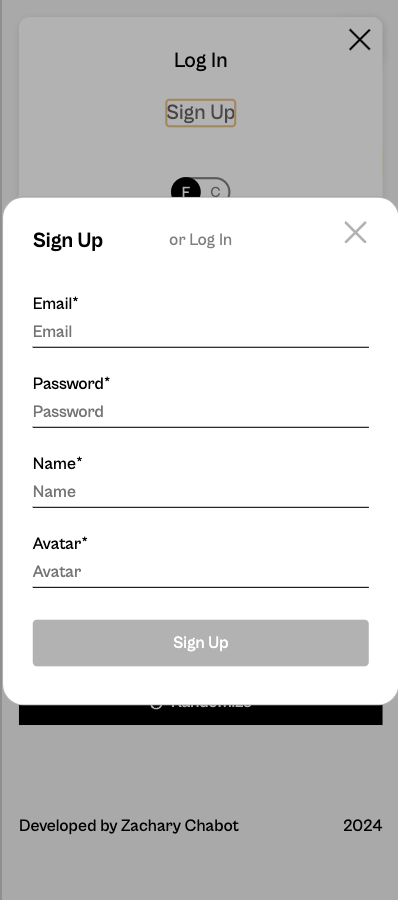 Log In
Sign Up
F C
Sign Up or Log In
Email*
Email
Password*
Password
Name*
Name
Avatar*
Avatar
Sign Up
Randomize
Developed by Zachary Chabot 2024